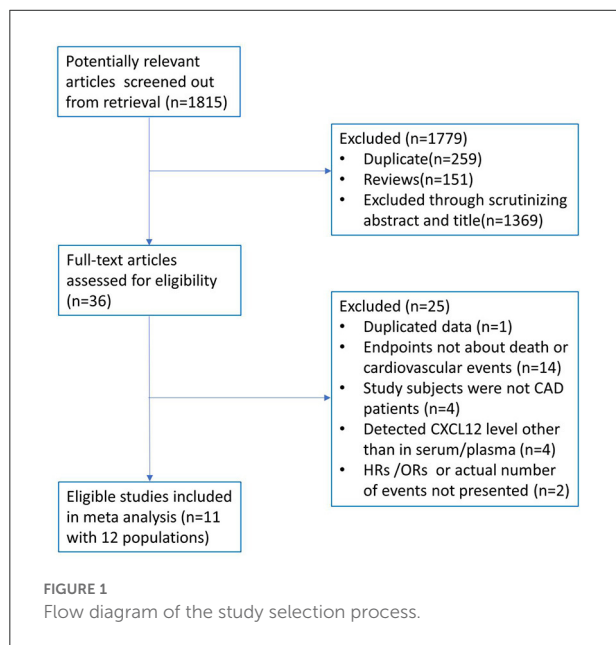 Potentially relevant
articles screened out
from retrieval (n=1815)
Excluded (n=1779)
• Duplicate(n=259)
• Reviews(n=151)
• Excluded through scrutinizing
abstract and title(n=1369)
Full-text articles
assessed for eligibility
(n=36)
Excluded (n=25)
• Duplicated data (n=1)
• Endpoints not about death or
cardiovascular events (n=14)
• Study subjects were not CAD
patients (n=4)
• Detected CXCL12 level other
than in serum/plasma (n=4)
• HRs /ORs or actual number
of events not presented (n=2)
Eligible studies included
in meta analysis (n=11
with 12 populations)
FIGURE 1
Flow diagram of the study selection process.